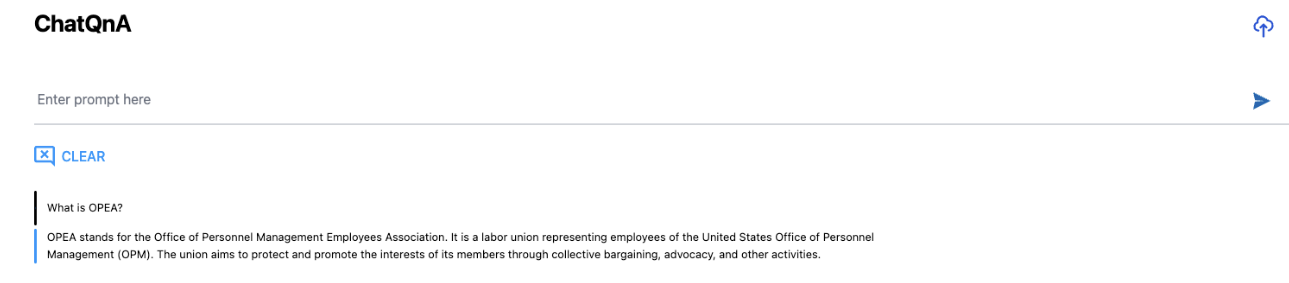 ChatQnA
Enter prompt here
CLEAR
What is OPEA?
OPEA stands for the Office of Personnel Management Employees Association. It is a labor union representing employees of the United States Office of Personnel
Management (OPM). The union aims to protect and promote the interests of its members through collective bargaining, advocacy, and other activities.